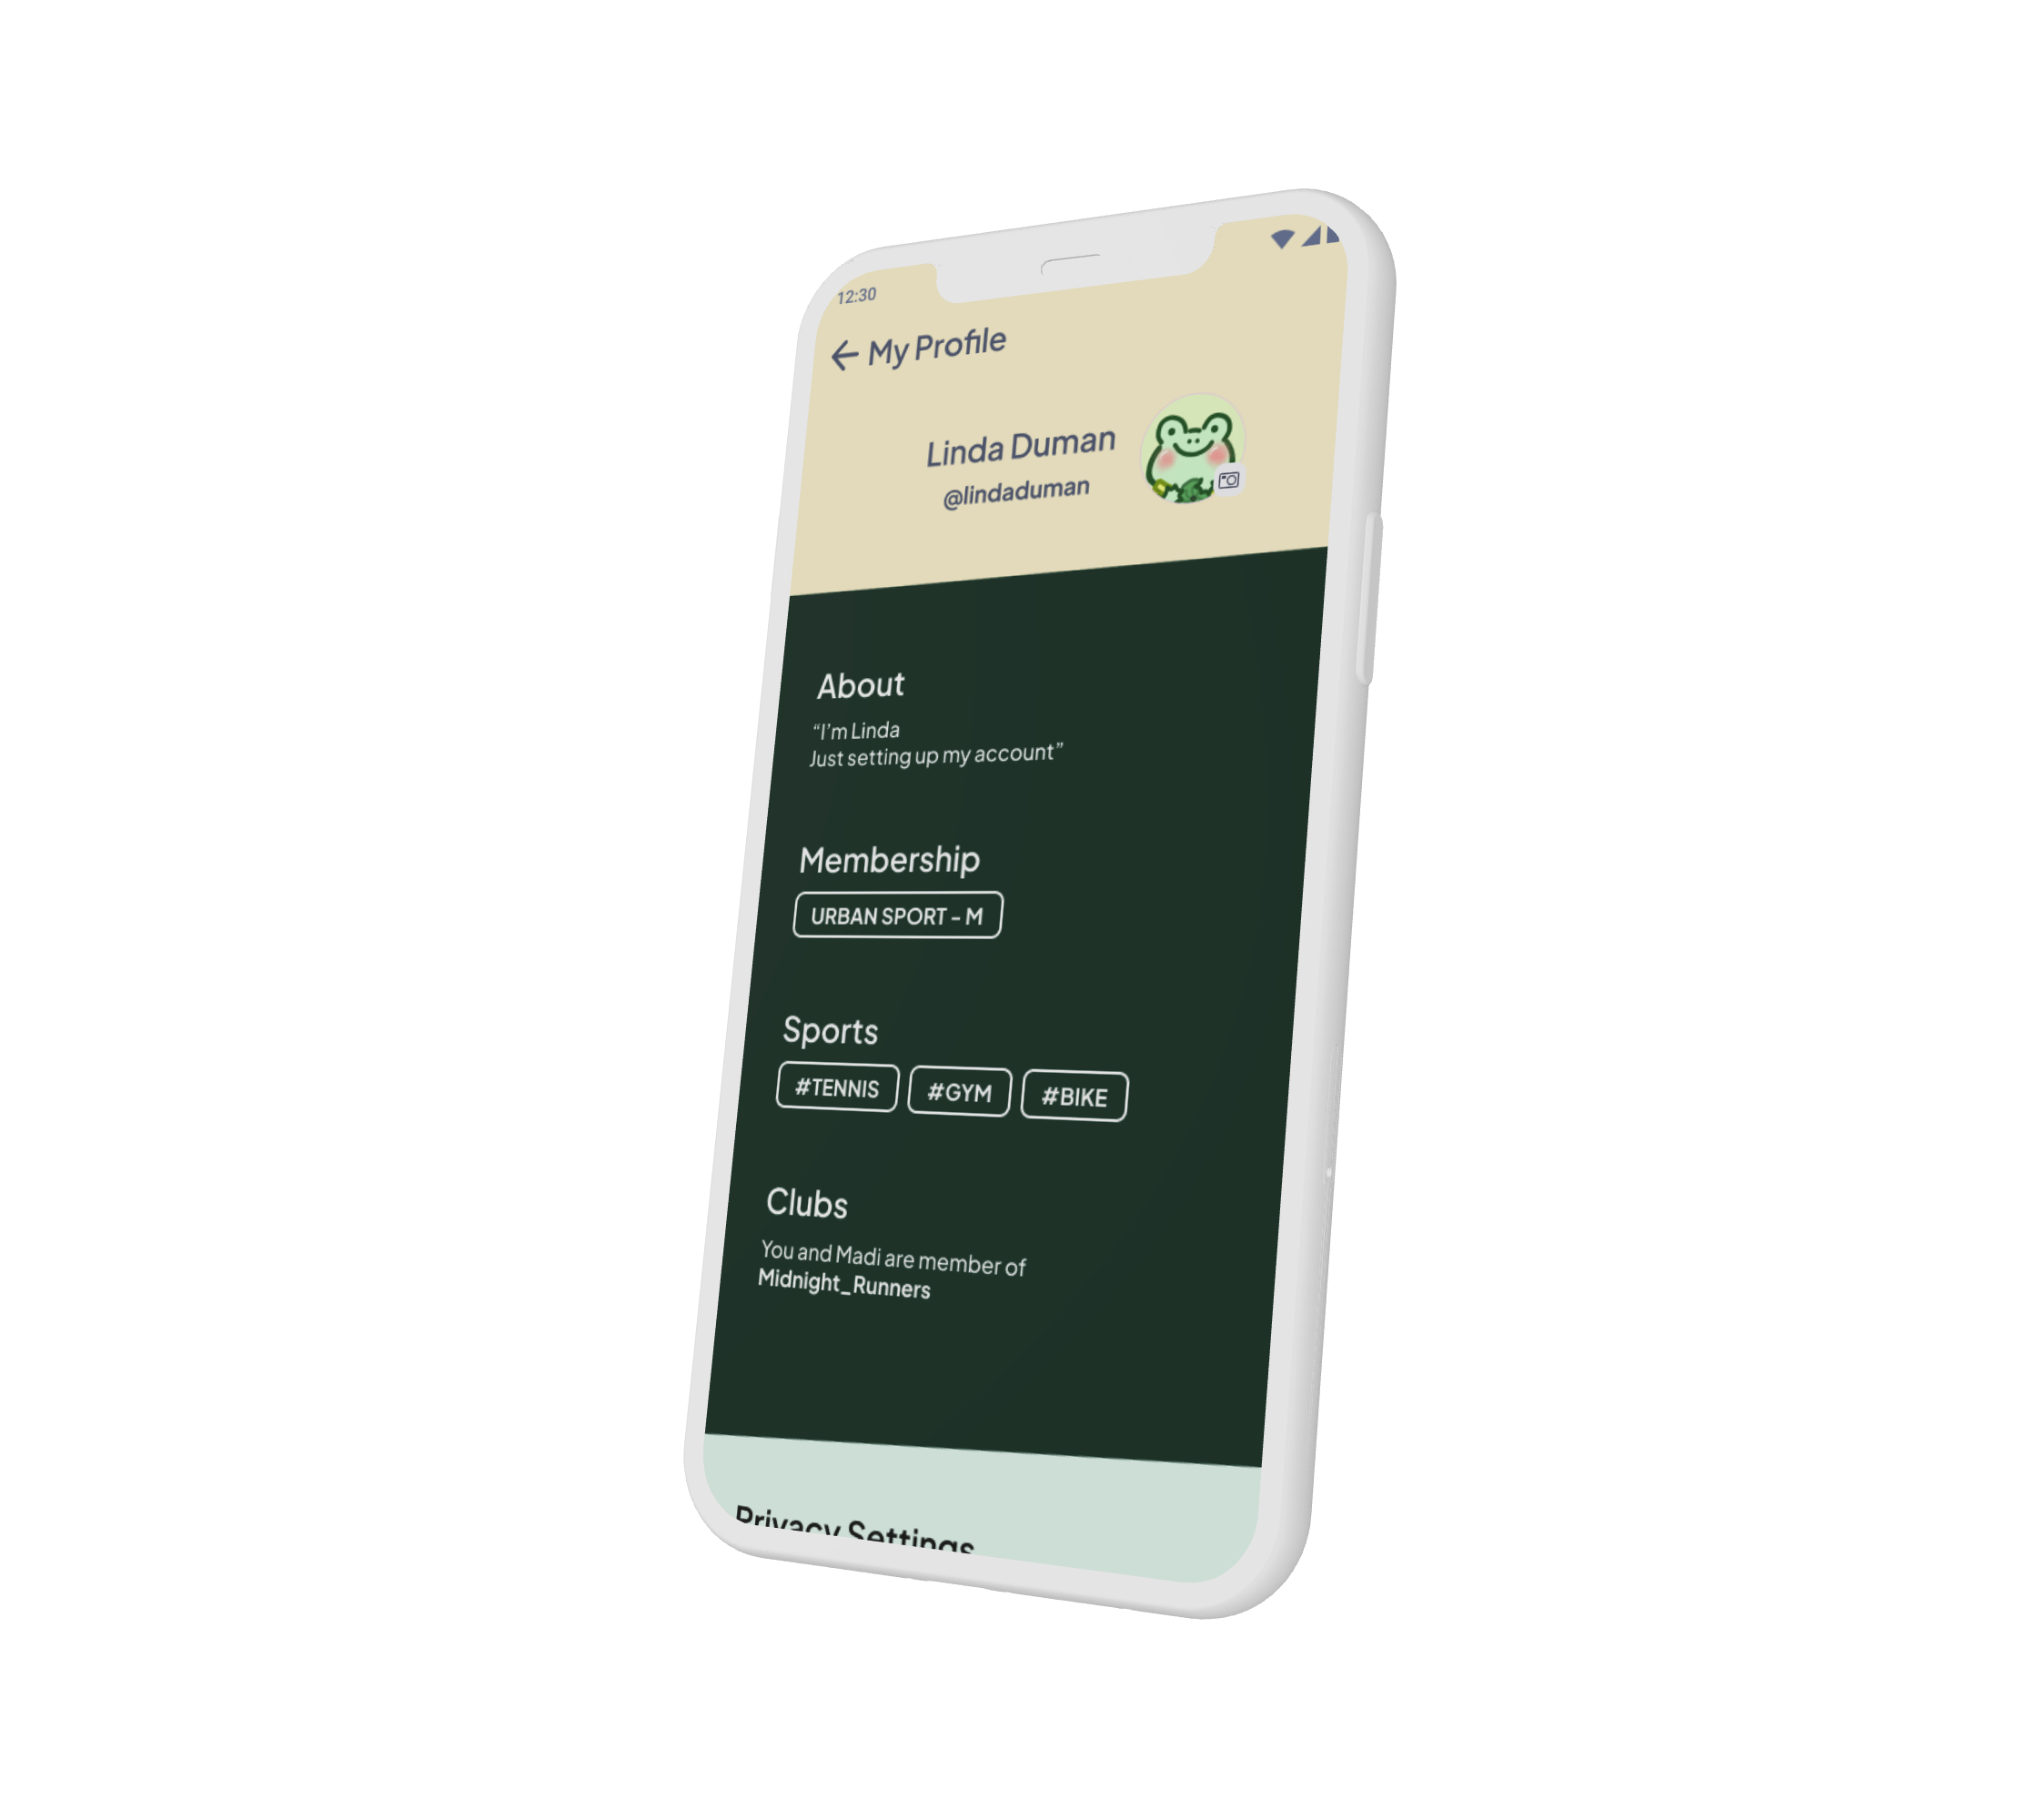 12:30
My Profile
Linda Duman
@lindaduman
About
“I’m Linda
Just setting up my account”
Membership
URBAN SPORT – M
Sports
#TENNIS #GYM #BIKE
Clubs
You and Madi are member of
Midnight_Runners
Privacy Settings